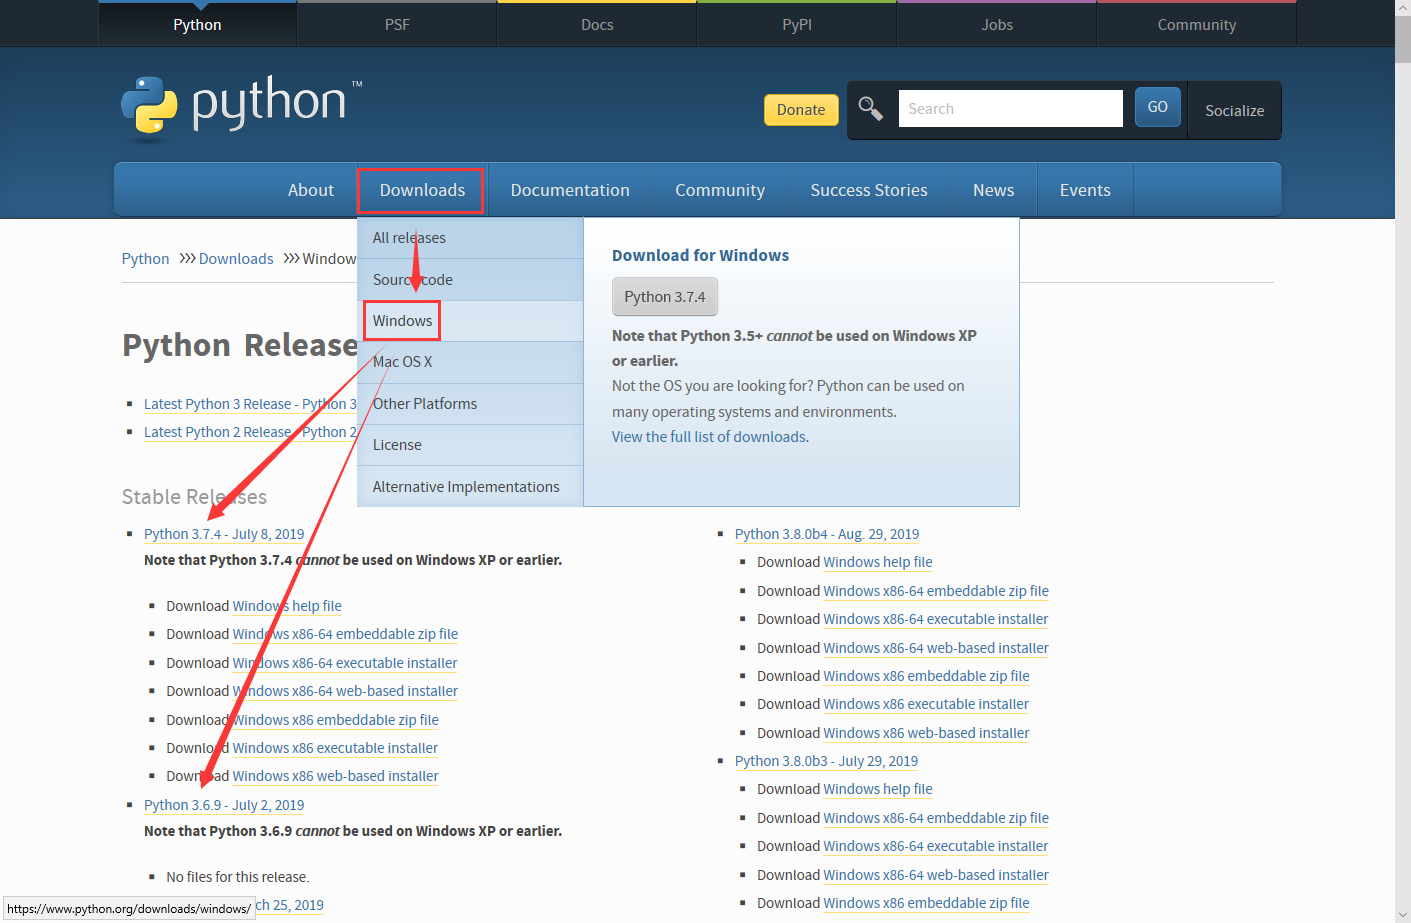 Python PSF Docs PyPI Jobs Community
python™
Donate Search GO Socialize
About Downloads Documentation Community Success Stories News Events
Python >>> Downloads >>> Window
All releases
Source code
Windows
Mac OS X
Other Platforms
License
Alternative Implementations
Download for Windows
Python 3.7.4
Note that Python 3.5+ cannot be used on Windows XP
or earlier.
Not the OS you are looking for? Python can be used on
many operating systems and environments.
View the full list of downloads.
Python Release
Latest Python 3 Release - Python 3
Latest Python 2 Release - Python 2
Stable Releases
Python 3.7.4 - July 8, 2019
Note that Python 3.7.4 cannot be used on Windows XP or earlier.
Download Windows help file
Download Windows x86-64 embeddable zip file
Download Windows x86-64 executable installer
Download Windows x86-64 web-based installer
Download Windows x86 embeddable zip file
Download Windows x86 executable installer
Download Windows x86 web-based installer
Python 3.6.9 - July 2, 2019
Note that Python 3.6.9 cannot be used on Windows XP or earlier.
No files for this release.
ch 25, 2019
Python 3.8.0b4 - Aug. 29, 2019
Download Windows help file
Download Windows x86-64 embeddable zip file
Download Windows x86-64 executable installer
Download Windows x86-64 web-based installer
Download Windows x86 embeddable zip file
Download Windows x86 executable installer
Download Windows x86 web-based installer
Python 3.8.0b3 - July 29, 2019
Download Windows help file
Download Windows x86-64 embeddable zip file
Download Windows x86-64 executable installer
Download Windows x86-64 web-based installer
Download Windows x86 embeddable zip file
https://www.python.org/downloads/windows/